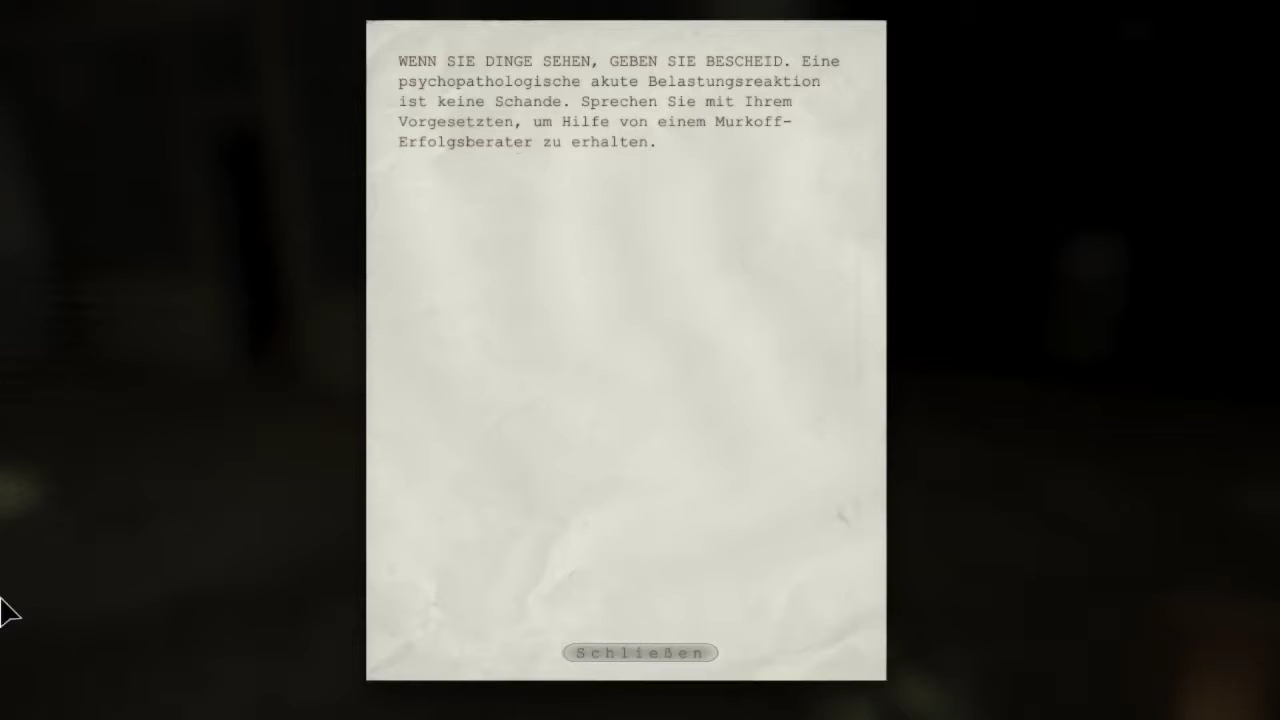 WENN SIE DINGE SEHEN, GEBEN SIE BESCHEID. Eine
psychopathologische akute Belastungsreaktion
ist keine Schande. Sprechen Sie mit Ihrem
Vorgesetzten, um Hilfe von einem Murkoff-
Erfolgsberater zu erhalten.
Schließen